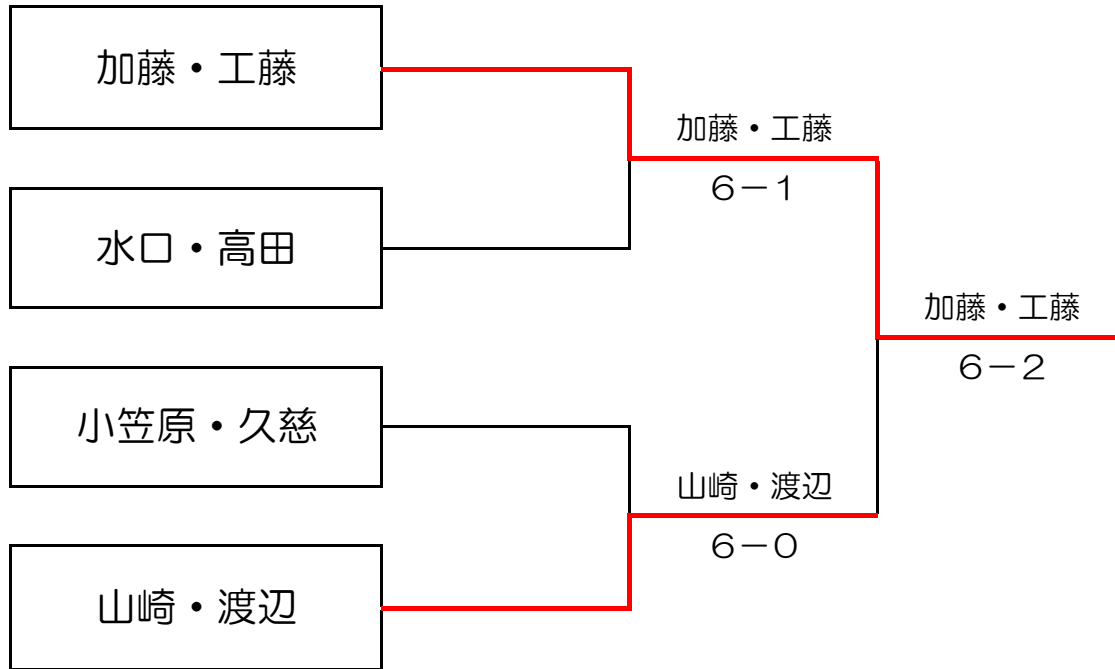 加藤・工藤
加藤・工藤
６－１
水口・高田
加藤・工藤
６－２
小笠原・久慈
山崎・渡辺
６－０
山崎・渡辺